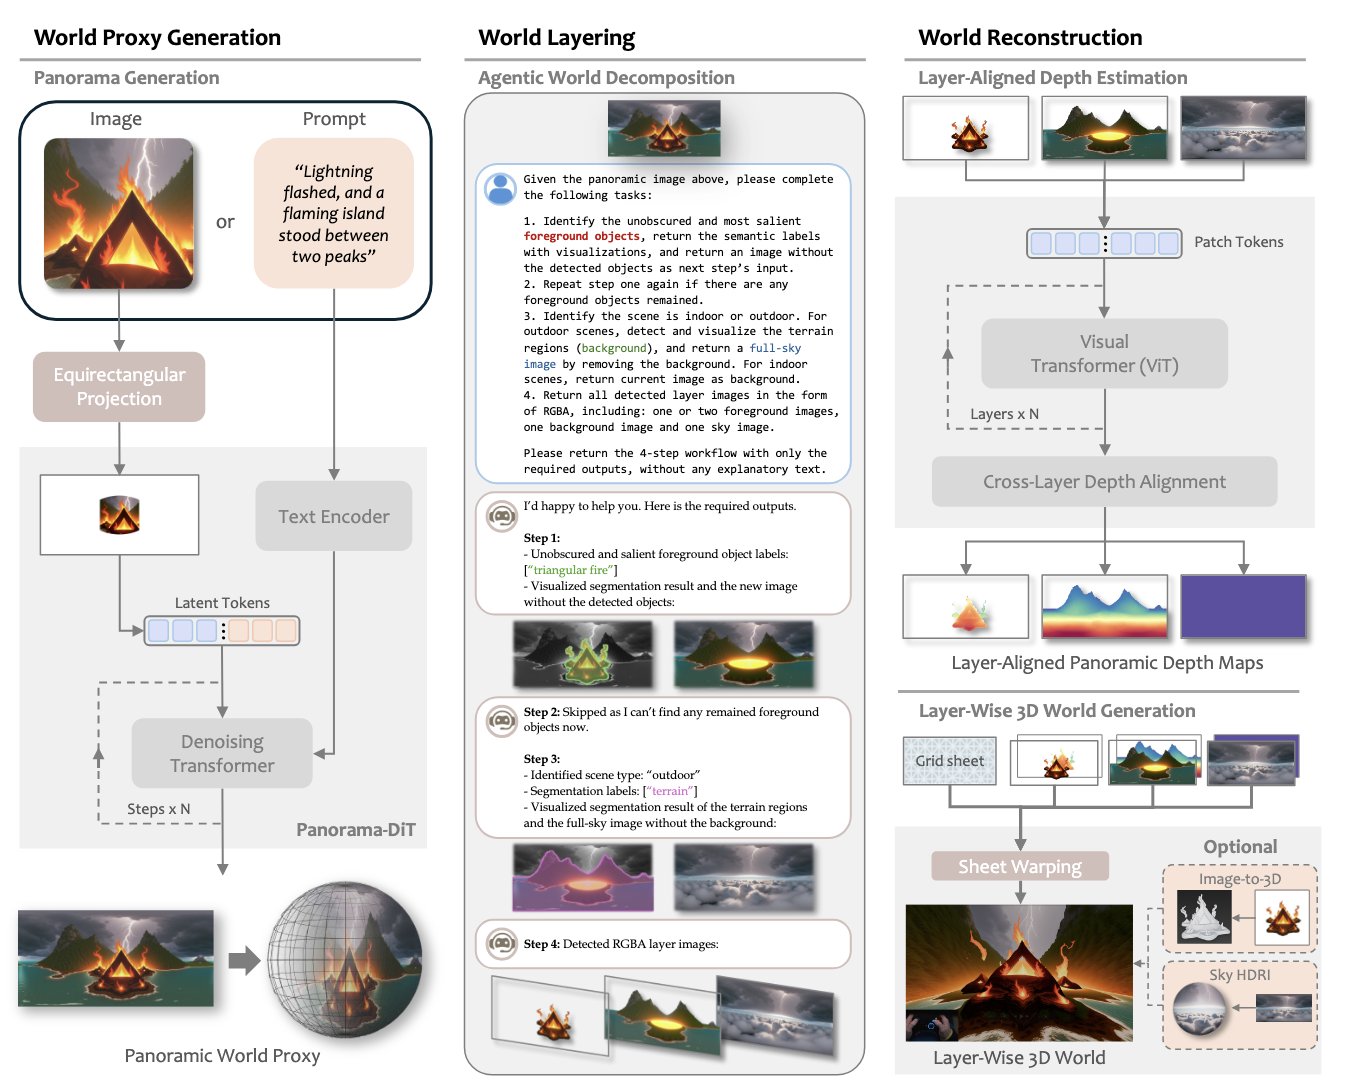 World Proxy Generation
Panorama Generation
Image
Prompt
or
“Lightning
flashed, and a
flaming island
stood between
two peaks”
Equirectangular
Projection
Text Encoder
Latent Tokens
Denoising
Transformer
Steps x N
Panorama-DiT
Panoramic World Proxy
World Layering
Agentic World Decomposition
Given the panoramic image above, please complete
the following tasks:
1. Identify the unobscured and most salient
foreground objects, return the semantic labels
with visualizations, and return an image without
the detected objects as next step’s input.
2. Repeat step one again if there are any
foreground objects remained.
3. Identify the scene is indoor or outdoor. For
outdoor scenes, detect and visualize the terrain
regions (background), and return a full-sky
image by removing the background. For indoor
scenes, return current image as background.
4. Return all detected layer images in the form
of RGBA, including: one or two foreground images,
one background image and one sky image.
Please return the 4-step workflow with only the
required outputs, without any explanatory text.
I’d happy to help you. Here is the required outputs.
Step 1:
- Unobscured and salient foreground object labels:
[“triangular fire”]
- Visualized segmentation result and the new image
without the detected objects:
Step 2: Skipped as I can’t find any remained foreground
objects now.
Step 3:
- Identified scene type: “outdoor”
- Segmentation labels: [“terrain”]
- Visualized segmentation result of the terrain regions
and the full-sky image without the background:
Step 4: Detected RGBA layer images:
World Reconstruction
Layer-Aligned Depth Estimation
Patch Tokens
Visual
Transformer (ViT)
Layers x N
Cross-Layer Depth Alignment
Layer-Aligned Panoramic Depth Maps
Layer-Wise 3D World Generation
Grid sheet
Sheet Warping
Optional
Image-to-3D
Sky HDRI
Layer-Wise 3D World